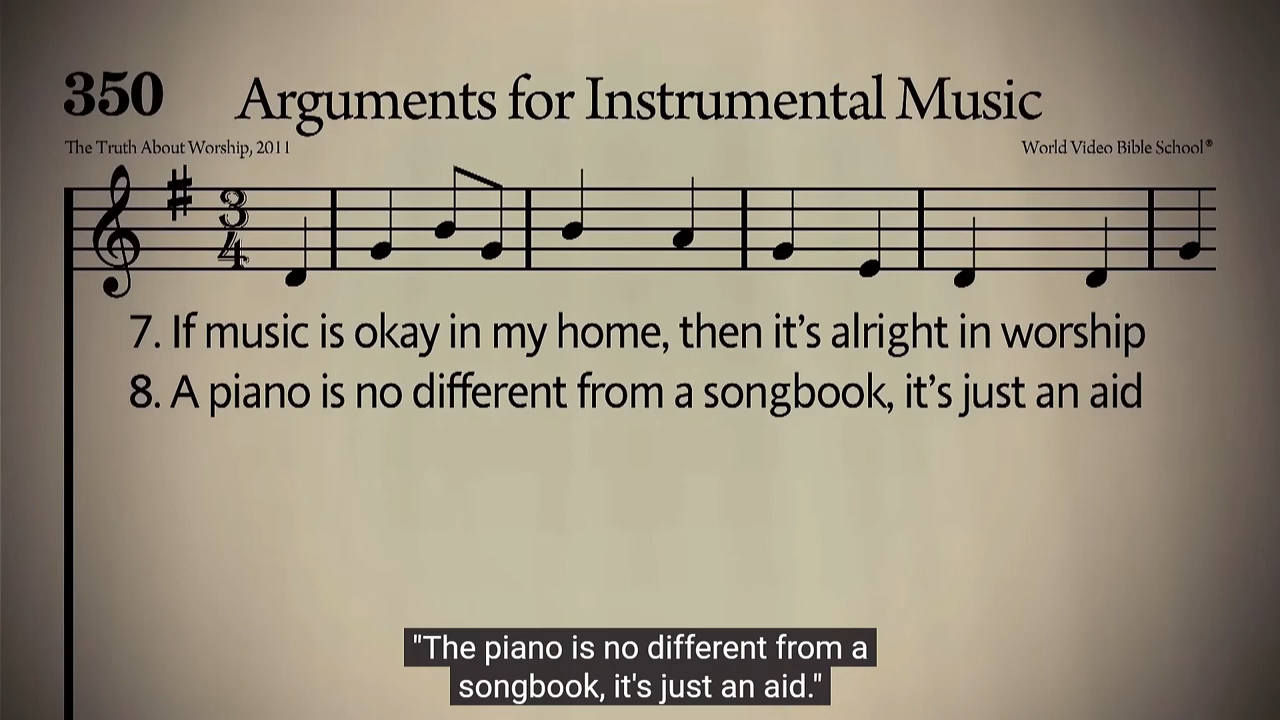 350 Arguments for Instrumental Music
The Truth About Worship, 2011 World Video Bible School®
3
4
7. If music is okay in my home, then it's alright in worship
8. A piano is no different from a songbook, it's just an aid
"The piano is no different from a
songbook, it's just an aid."